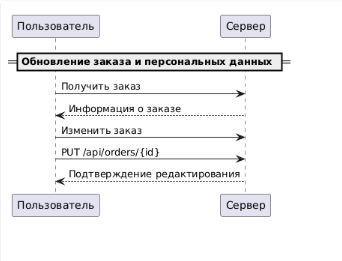 Пользователь Сервер
Обновление заказа и персональных данных
Получить заказ
Информация о заказе
Изменить заказ
PUT /api/orders/{id}
Подтверждение редактирования
Пользователь Сервер